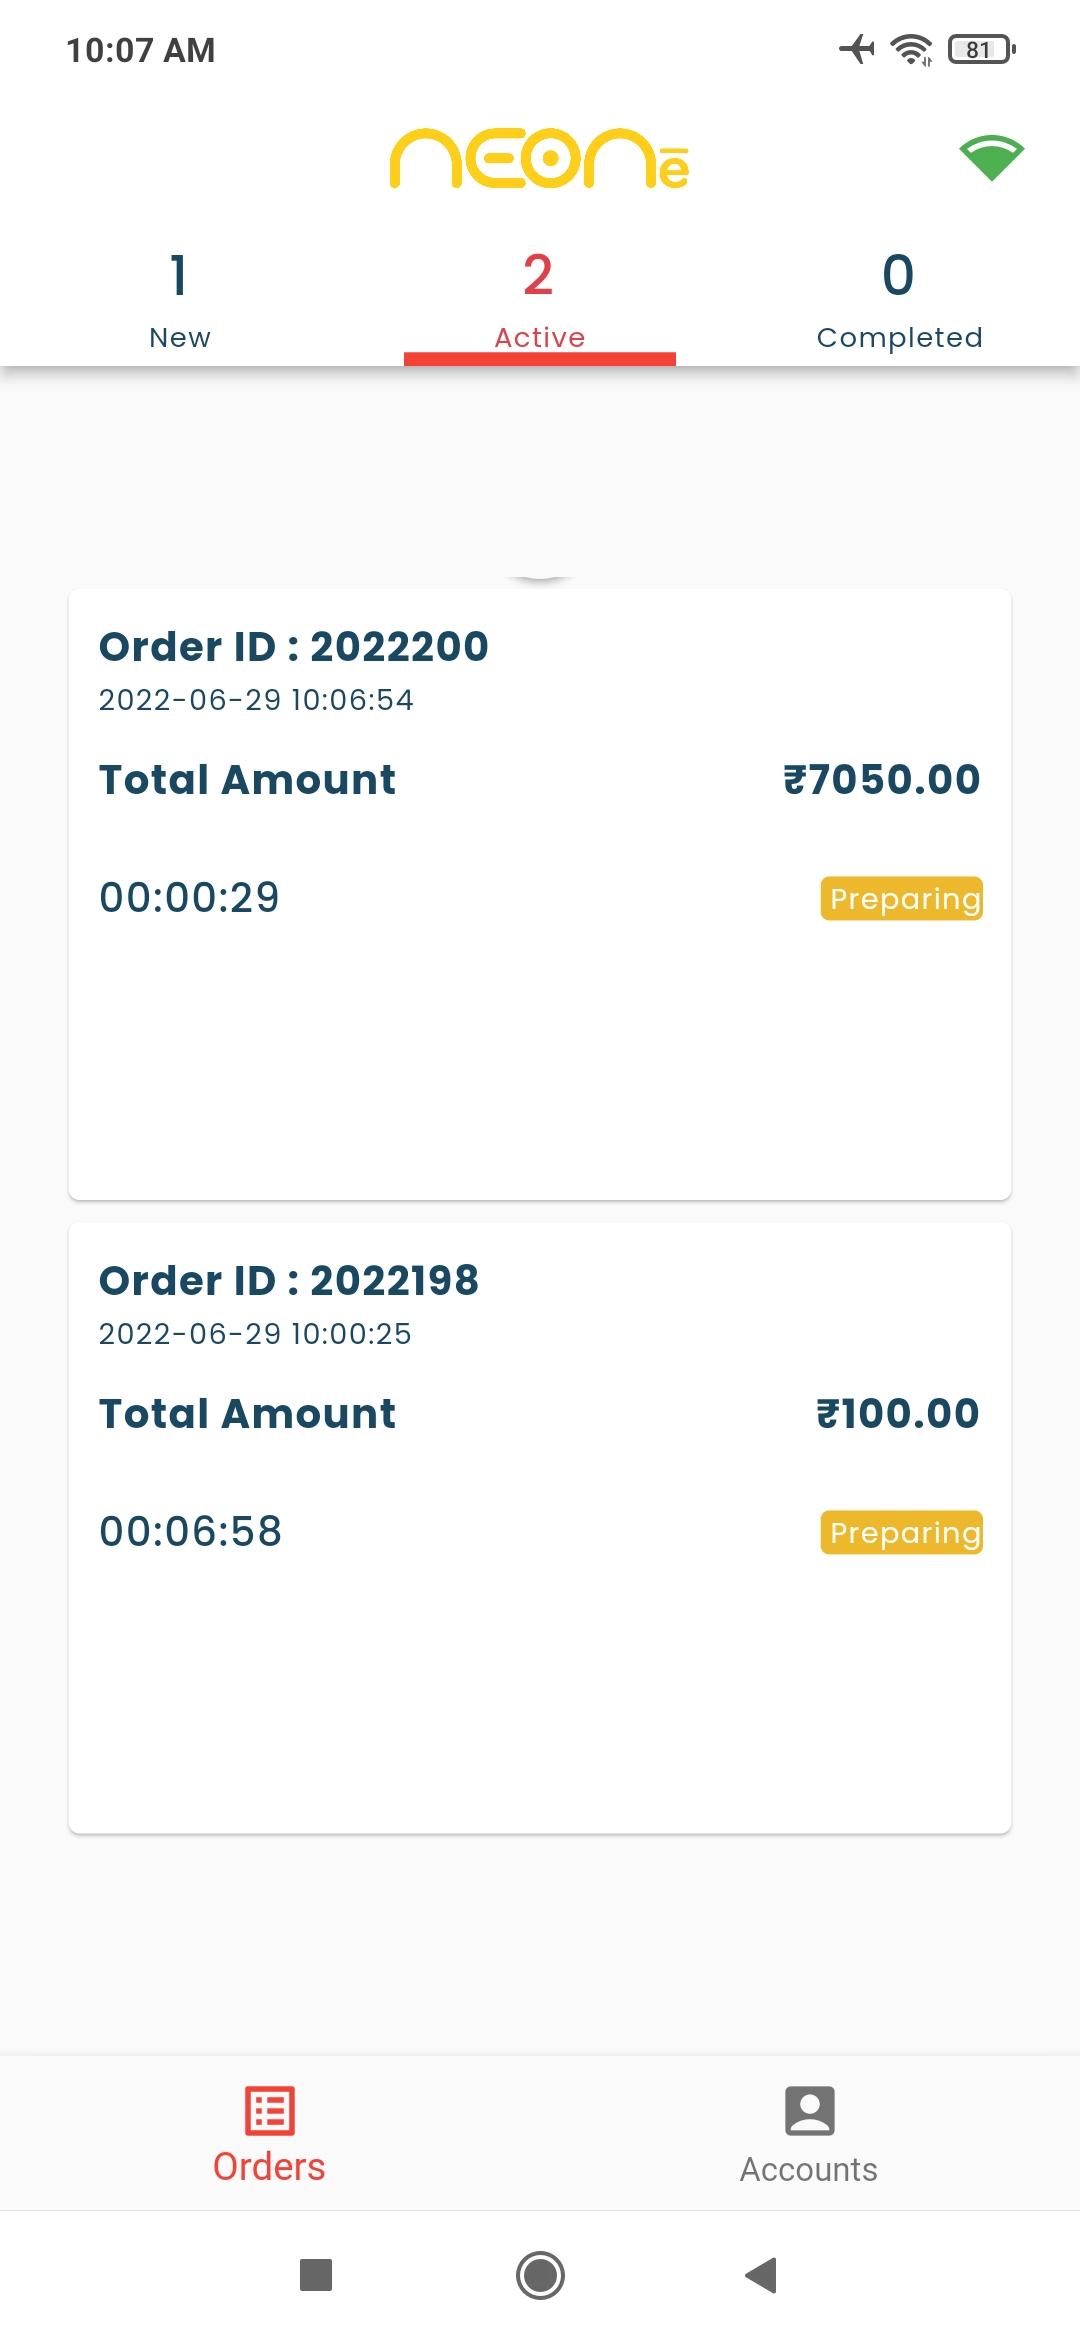 10:07 AM
81
neone
1
New
2
Active
0
Completed
Order ID : 2022200
2022-06-29 10:06:54
Total Amount ₹7050.00
00:00:29 Preparing
Order ID : 2022198
2022-06-29 10:00:25
Total Amount ₹100.00
00:06:58 Preparing
Orders
Accounts